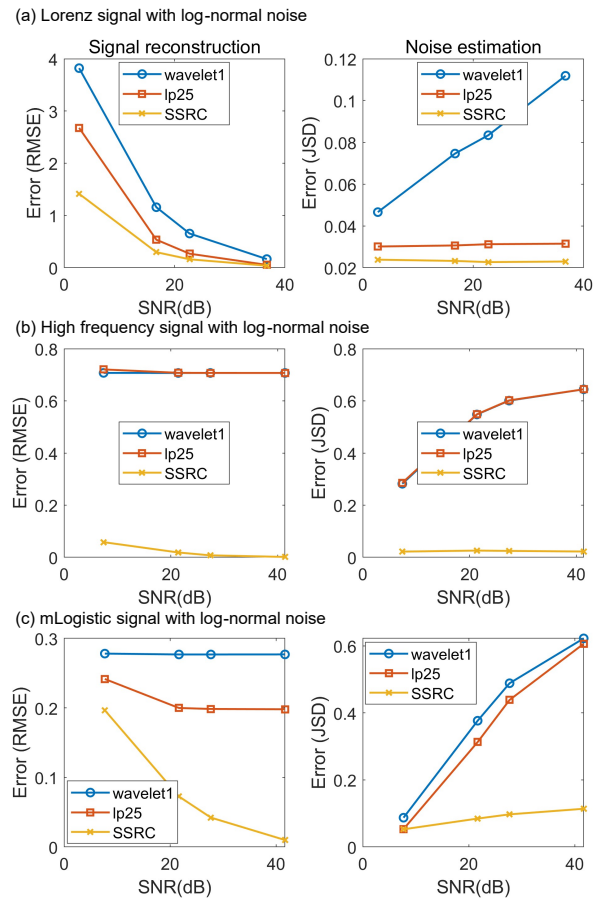 (a) Lorenz signal with log-normal noise
Signal reconstruction
Noise estimation
Error (RMSE)
4
3
2
1
0
0
20
40
SNR(dB)
wavelet1
lp25
SSRC
Error (JSD)
0.12
0.1
0.08
0.06
0.04
0.02
0
20
40
SNR(dB)
wavelet1
lp25
SSRC
(b) High frequency signal with log-normal noise
Error (RMSE)
0.8
0.6
0.4
0.2
0
0
20
40
SNR(dB)
wavelet1
lp25
SSRC
Error (JSD)
0.8
0.6
0.4
0.2
0
0
20
40
SNR(dB)
wavelet1
lp25
SSRC
(c) mLogistic signal with log-normal noise
Error (RMSE)
0.3
0.2
0.1
0
0
20
40
SNR(dB)
wavelet1
lp25
SSRC
Error (JSD)
0.6
0.4
0.2
0
0
20
40
SNR(dB)
wavelet1
lp25
SSRC